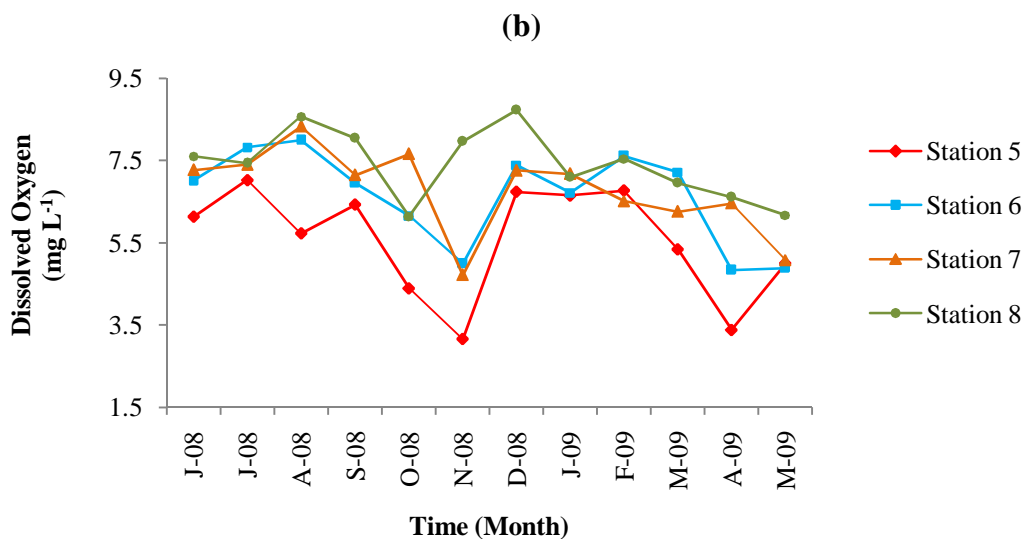 (b)
Dissolved Oxygen
(mg L⁻¹)
9.5
7.5
5.5
3.5
1.5
J-08
J-08
A-08
S-08
O-08
N-08
D-08
J-09
F-09
M-09
A-09
M-09
Time (Month)
Station 5
Station 6
Station 7
Station 8